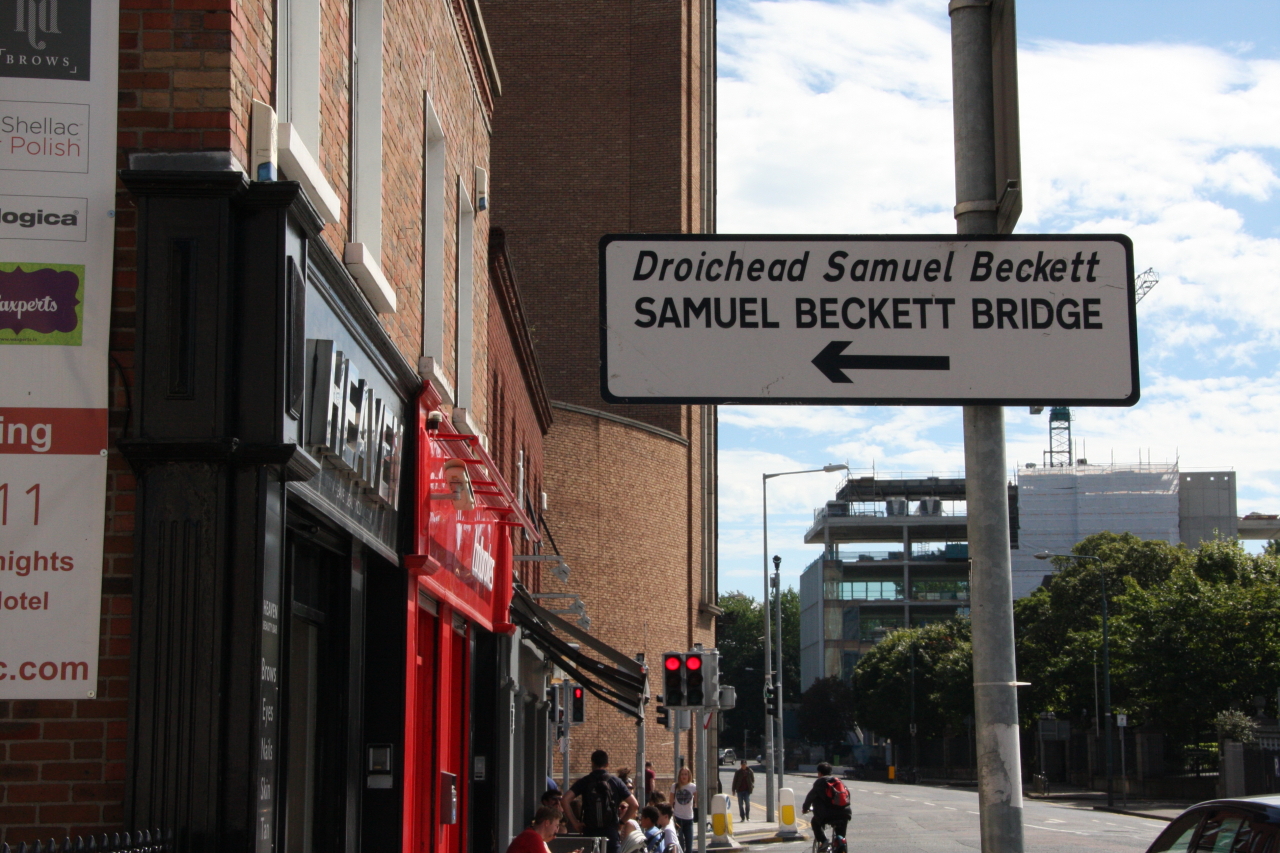 BROWS
Shellac
Polish
logica
axperts
ing
11
nights
Hotel
c.com
HEAVEN
HEAVEN
Brows
Eyes
Nails
Skin
Tan
Droichead Samuel Beckett
SAMUEL BECKETT BRIDGE